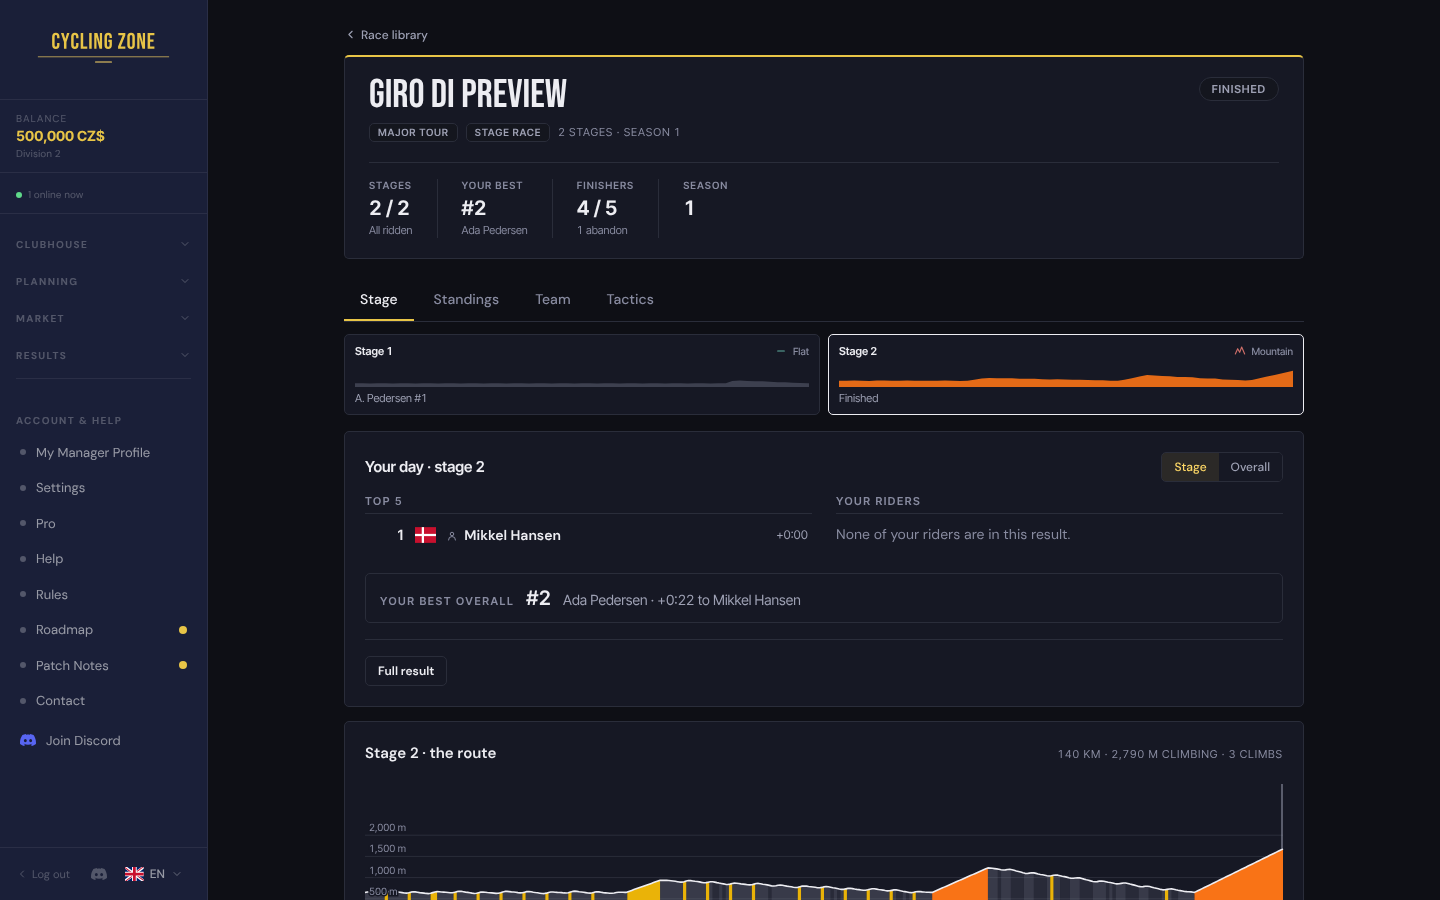 CYCLING ZONE
BALANCE
500,000 CZ$
Division 2
1 online now
CLUBHOUSE
PLANNING
MARKET
RESULTS
ACCOUNT & HELP
My Manager Profile
Settings
Pro
Help
Rules
Roadmap
Patch Notes
Contact
Join Discord
Log out
EN
Race library
GIRO DI PREVIEW
FINISHED
MAJOR TOUR STAGE RACE 2 STAGES · SEASON 1
STAGES YOUR BEST FINISHERS SEASON
2 / 2 #2 4 / 5 1
All ridden Ada Pedersen 1 abandon
Stage Standings Team Tactics
Stage 1 Flat
A. Pedersen #1
Stage 2 Mountain
Finished
Your day · stage 2
Stage Overall
TOP 5
1 Mikkel Hansen +0:00
YOUR RIDERS
None of your riders are in this result.
YOUR BEST OVERALL #2 Ada Pedersen · +0:22 to Mikkel Hansen
Full result
Stage 2 · the route
140 KM · 2,790 M CLIMBING · 3 CLIMBS
2,000 m
1,500 m
1,000 m
500 m